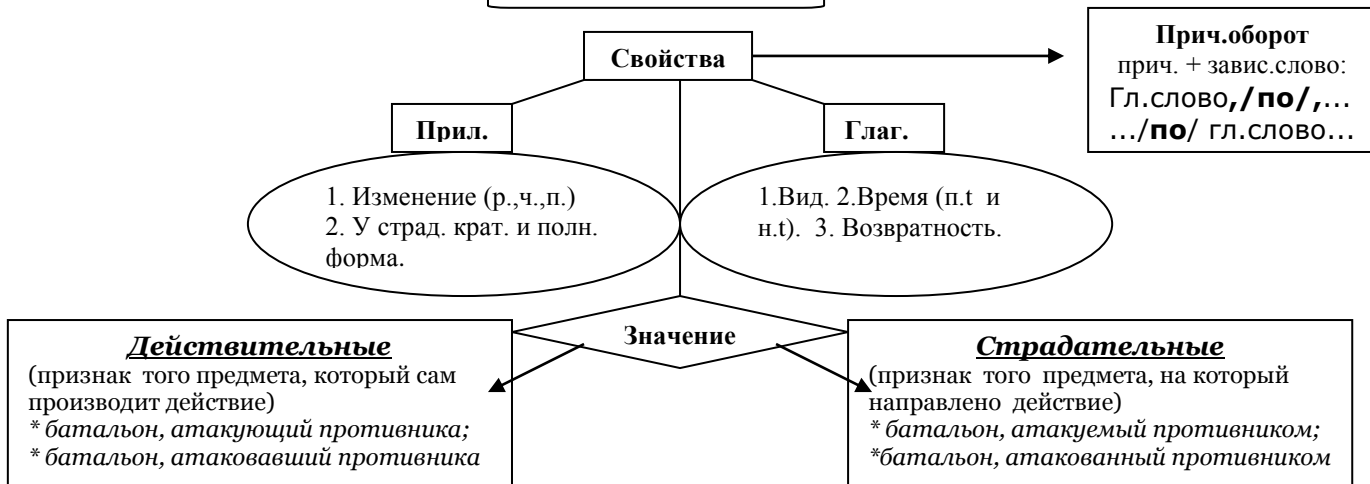 Свойства
Прич.оборот
прич. + завис.слово:
Гл.слово,/по/,...
.../по/ гл.слово...
Прил.
Глаг.
1. Изменение (р.,ч.,п.)
2. У страд. крат. и полн.
форма.
1.Вид. 2.Время (п.t и
н.t). 3. Возвратность.
Значение
Действительные
(признак того предмета, который сам
производит действие)
* батальон, атакующий противника;
* батальон, атаковавший противника
Страдательные
(признак того предмета, на который
направлено действие)
* батальон, атакуемый противником;
*батальон, атакованный противником